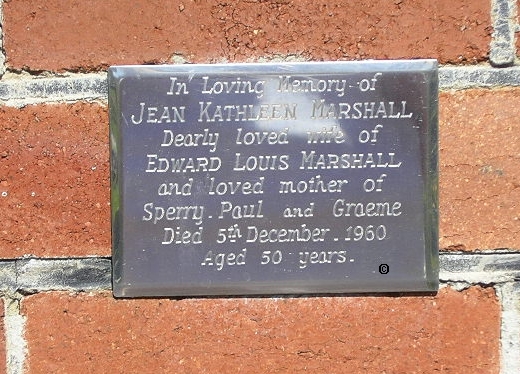 In Loving Memory of
JEAN KATHLEEN MARSHALL
Dearly loved wife of
EDWARD LOUIS MARSHALL
and loved mother of
Sperry. Paul and Graeme
Died 5th December. 1960
Aged 50 years.
©